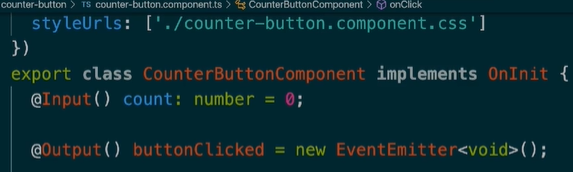 counter-button > TS counter-button.component.ts > CounterButtonComponent > onClick
styleUrls: ['./counter-button.component.css']
})
export class CounterButtonComponent implements OnInit {
@Input() count: number = 0;
@Output() buttonClicked = new EventEmitter<void>();